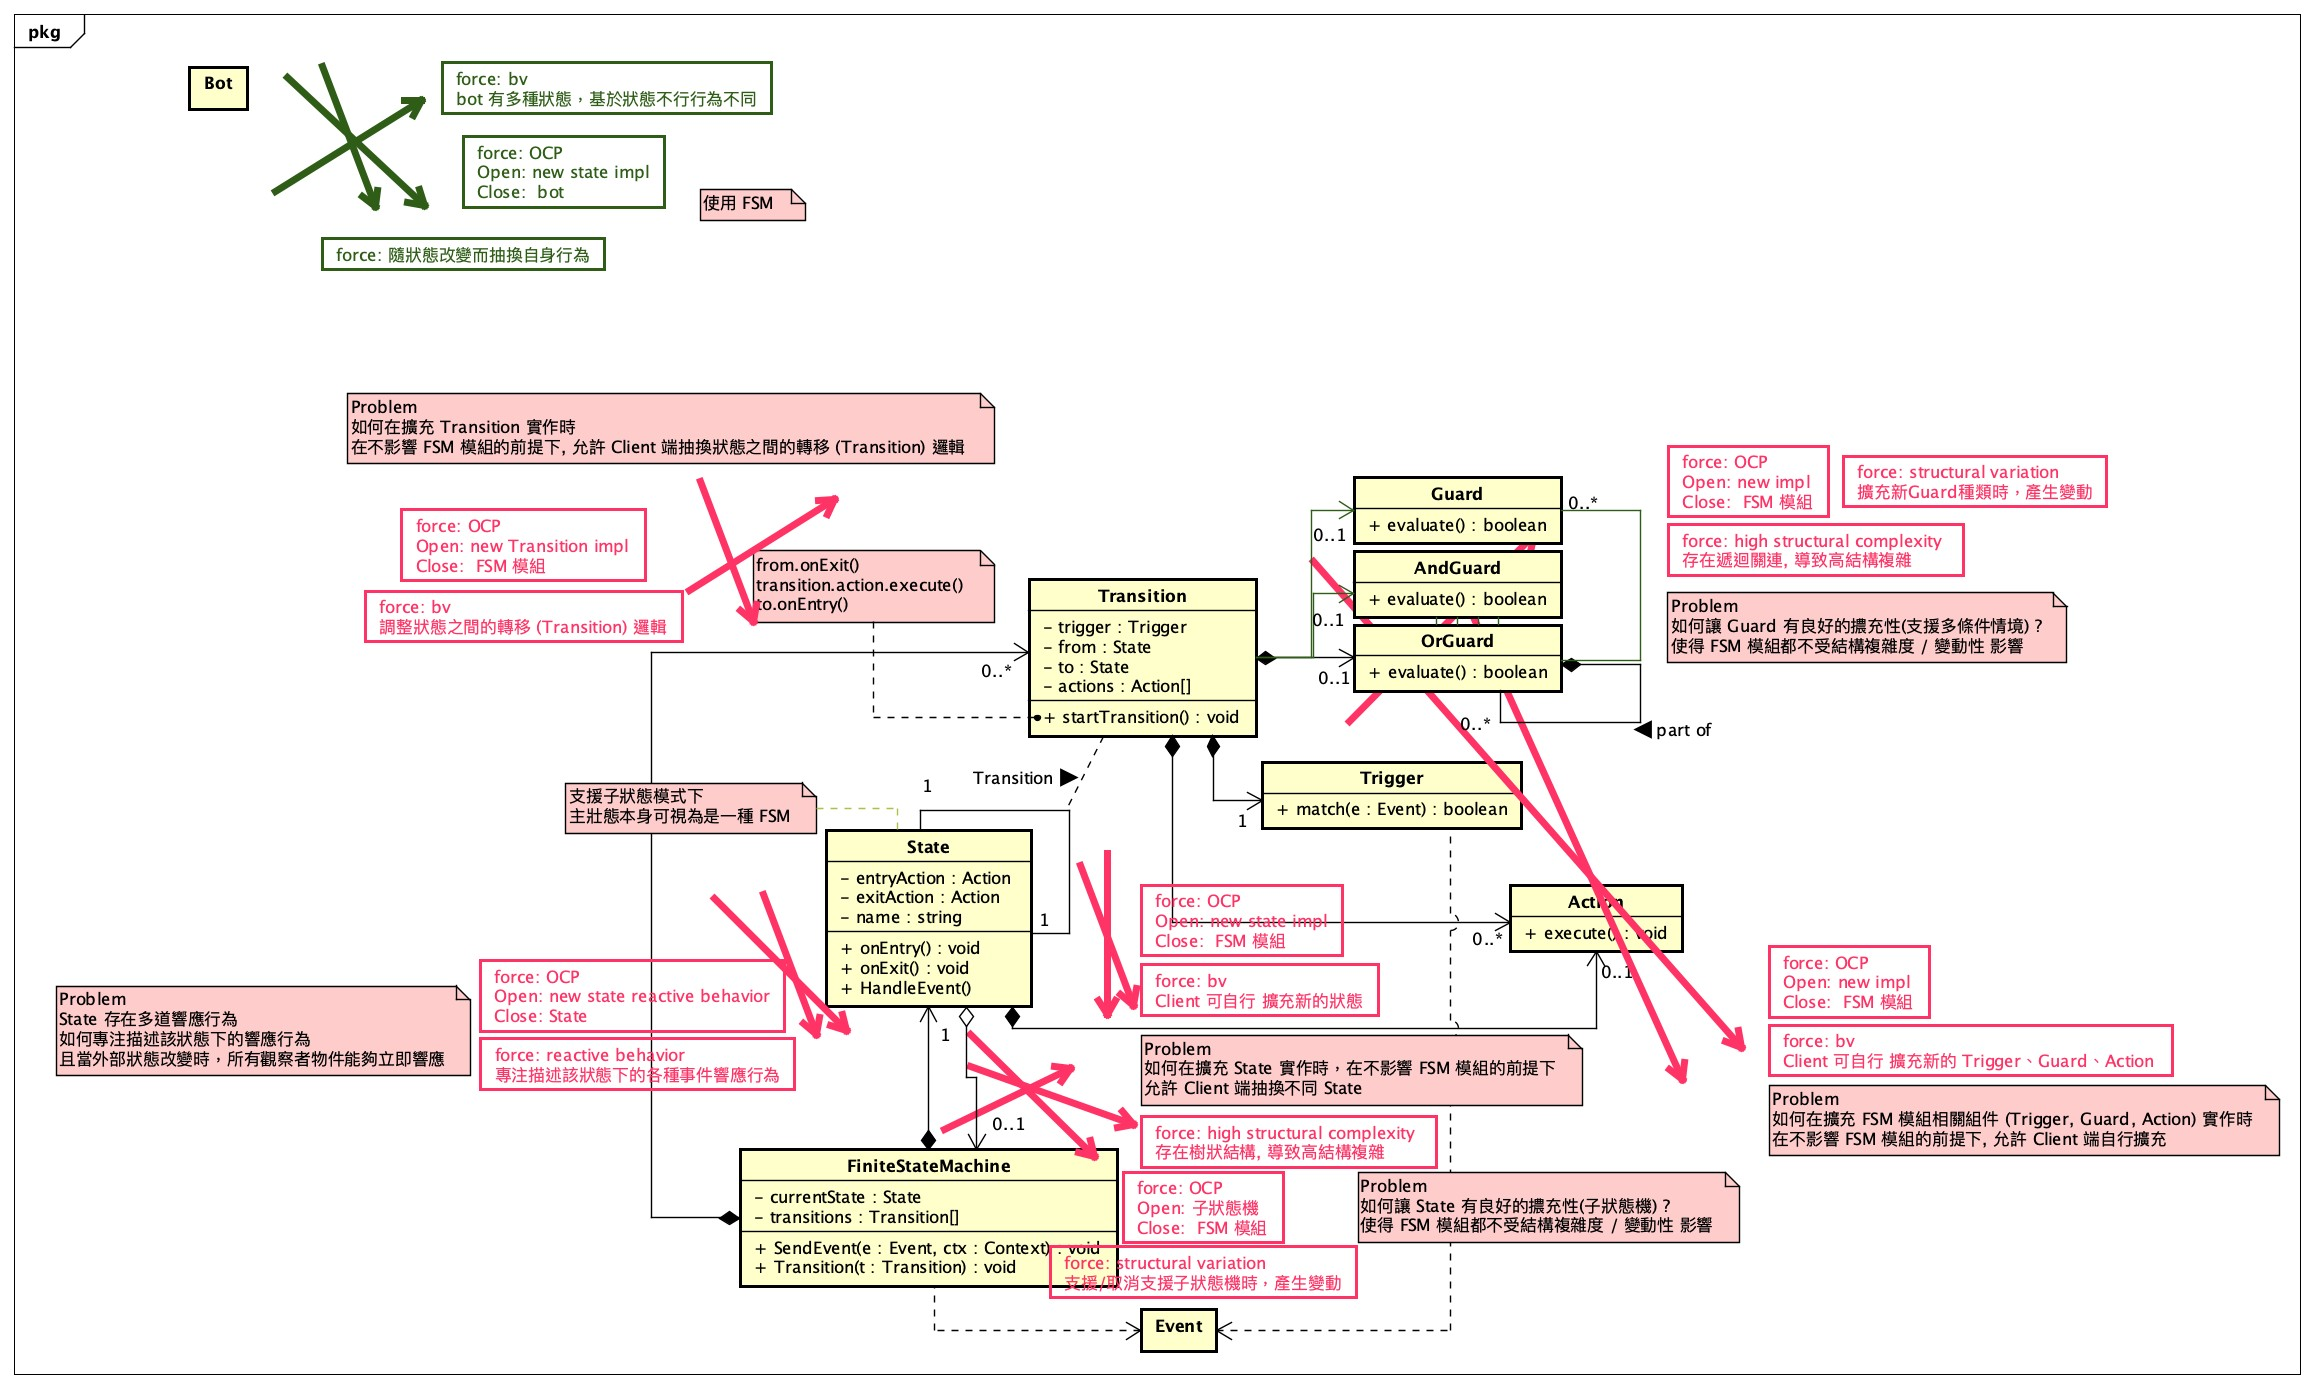 pkg
Bot
force: bv
bot 有多種狀態，基於狀態不行行為不同
force: OCP
Open: new state impl
Close:  bot
使用 FSM
force: 隨狀態改變而抽換自身行為
Problem
如何在擴充 Transition 實作時
在不影響 FSM 模組的前提下, 允許 Client 端抽換狀態之間的轉移 (Transition) 邏輯
force: OCP
Open: new Transition impl
Close:  FSM 模組
force: bv
調整狀態之間的轉移 (Transition) 邏輯
from.onExit()
transition.action.execute()
to.onEntry()
Transition
– trigger : Trigger
– from : State
– to : State
– actions : Action[]
+ startTransition() : void
0..*
Guard
+ evaluate() : boolean
0..*
0..1
AndGuard
+ evaluate() : boolean
0..1
OrGuard
+ evaluate() : boolean
0..1
0..*
part of
force: OCP
Open: new impl
Close:  FSM 模組
force: structural variation
擴充新Guard種類時，產生變動
force: high structural complexity
存在遞迴關連, 導致高結構複雜
Problem
如何讓 Guard 有良好的擴充性(支援多條件情境) ?
使得 FSM 模組都不受結構複雜度 / 變動性 影響
Transition
1
Trigger
+ match(e : Event) : boolean
1
支援子狀態模式下
主壯態本身可視為是一種 FSM
State
– entryAction : Action
– exitAction : Action
– name : string
+ onEntry() : void
+ onExit() : void
+ HandleEvent()
1
force: OCP
Open: new state impl
Close:  FSM 模組
force: bv
Client 可自行 擴充新的狀態
Action
+ execute() : void
0..*
0..1
force: OCP
Open: new impl
Close:  FSM 模組
force: bv
Client 可自行 擴充新的 Trigger、Guard、Action
Problem
如何在擴充 FSM 模組相關組件 (Trigger, Guard, Action) 實作時
在不影響 FSM 模組的前提下, 允許 Client 端自行擴充
Problem
State 存在多道響應行為
如何專注描述該狀態下的響應行為
且當外部狀態改變時，所有觀察者物件能夠立即響應
force: OCP
Open: new state reactive behavior
Close: State
force: reactive behavior
專注描述該狀態下的各種事件響應行為
1
Problem
如何在擴充 State 實作時，在不影響 FSM 模組的前提下
允許 Client 端抽換不同 State
0..1
force: high structural complexity
存在樹狀結構, 導致高結構複雜
force: OCP
Open: 子狀態機
Close:  FSM 模組
Problem
如何讓 State 有良好的擴充性(子狀態機) ?
使得 FSM 模組都不受結構複雜度 / 變動性 影響
FiniteStateMachine
– currentState : State
– transitions : Transition[]
+ SendEvent(e : Event, ctx : Context) : void
+ Transition(t : Transition) : void
force: structural variation
支援/取消支援子狀態機時，產生變動
Event